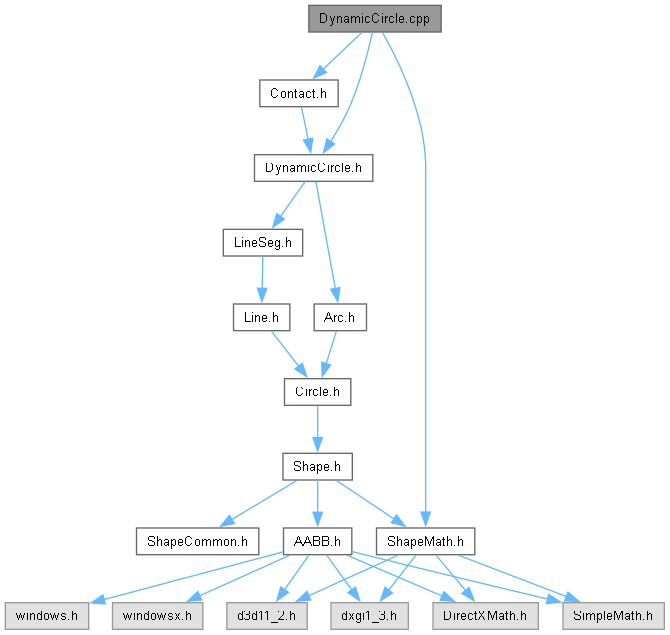 DynamicCircle.cpp
Contact.h
DynamicCircle.h
LineSeg.h
Line.h
Arc.h
Circle.h
Shape.h
ShapeCommon.h
AABB.h
ShapeMath.h
windows.h
windowsx.h
d3d11_2.h
dxgi1_3.h
DirectXMath.h
SimpleMath.h